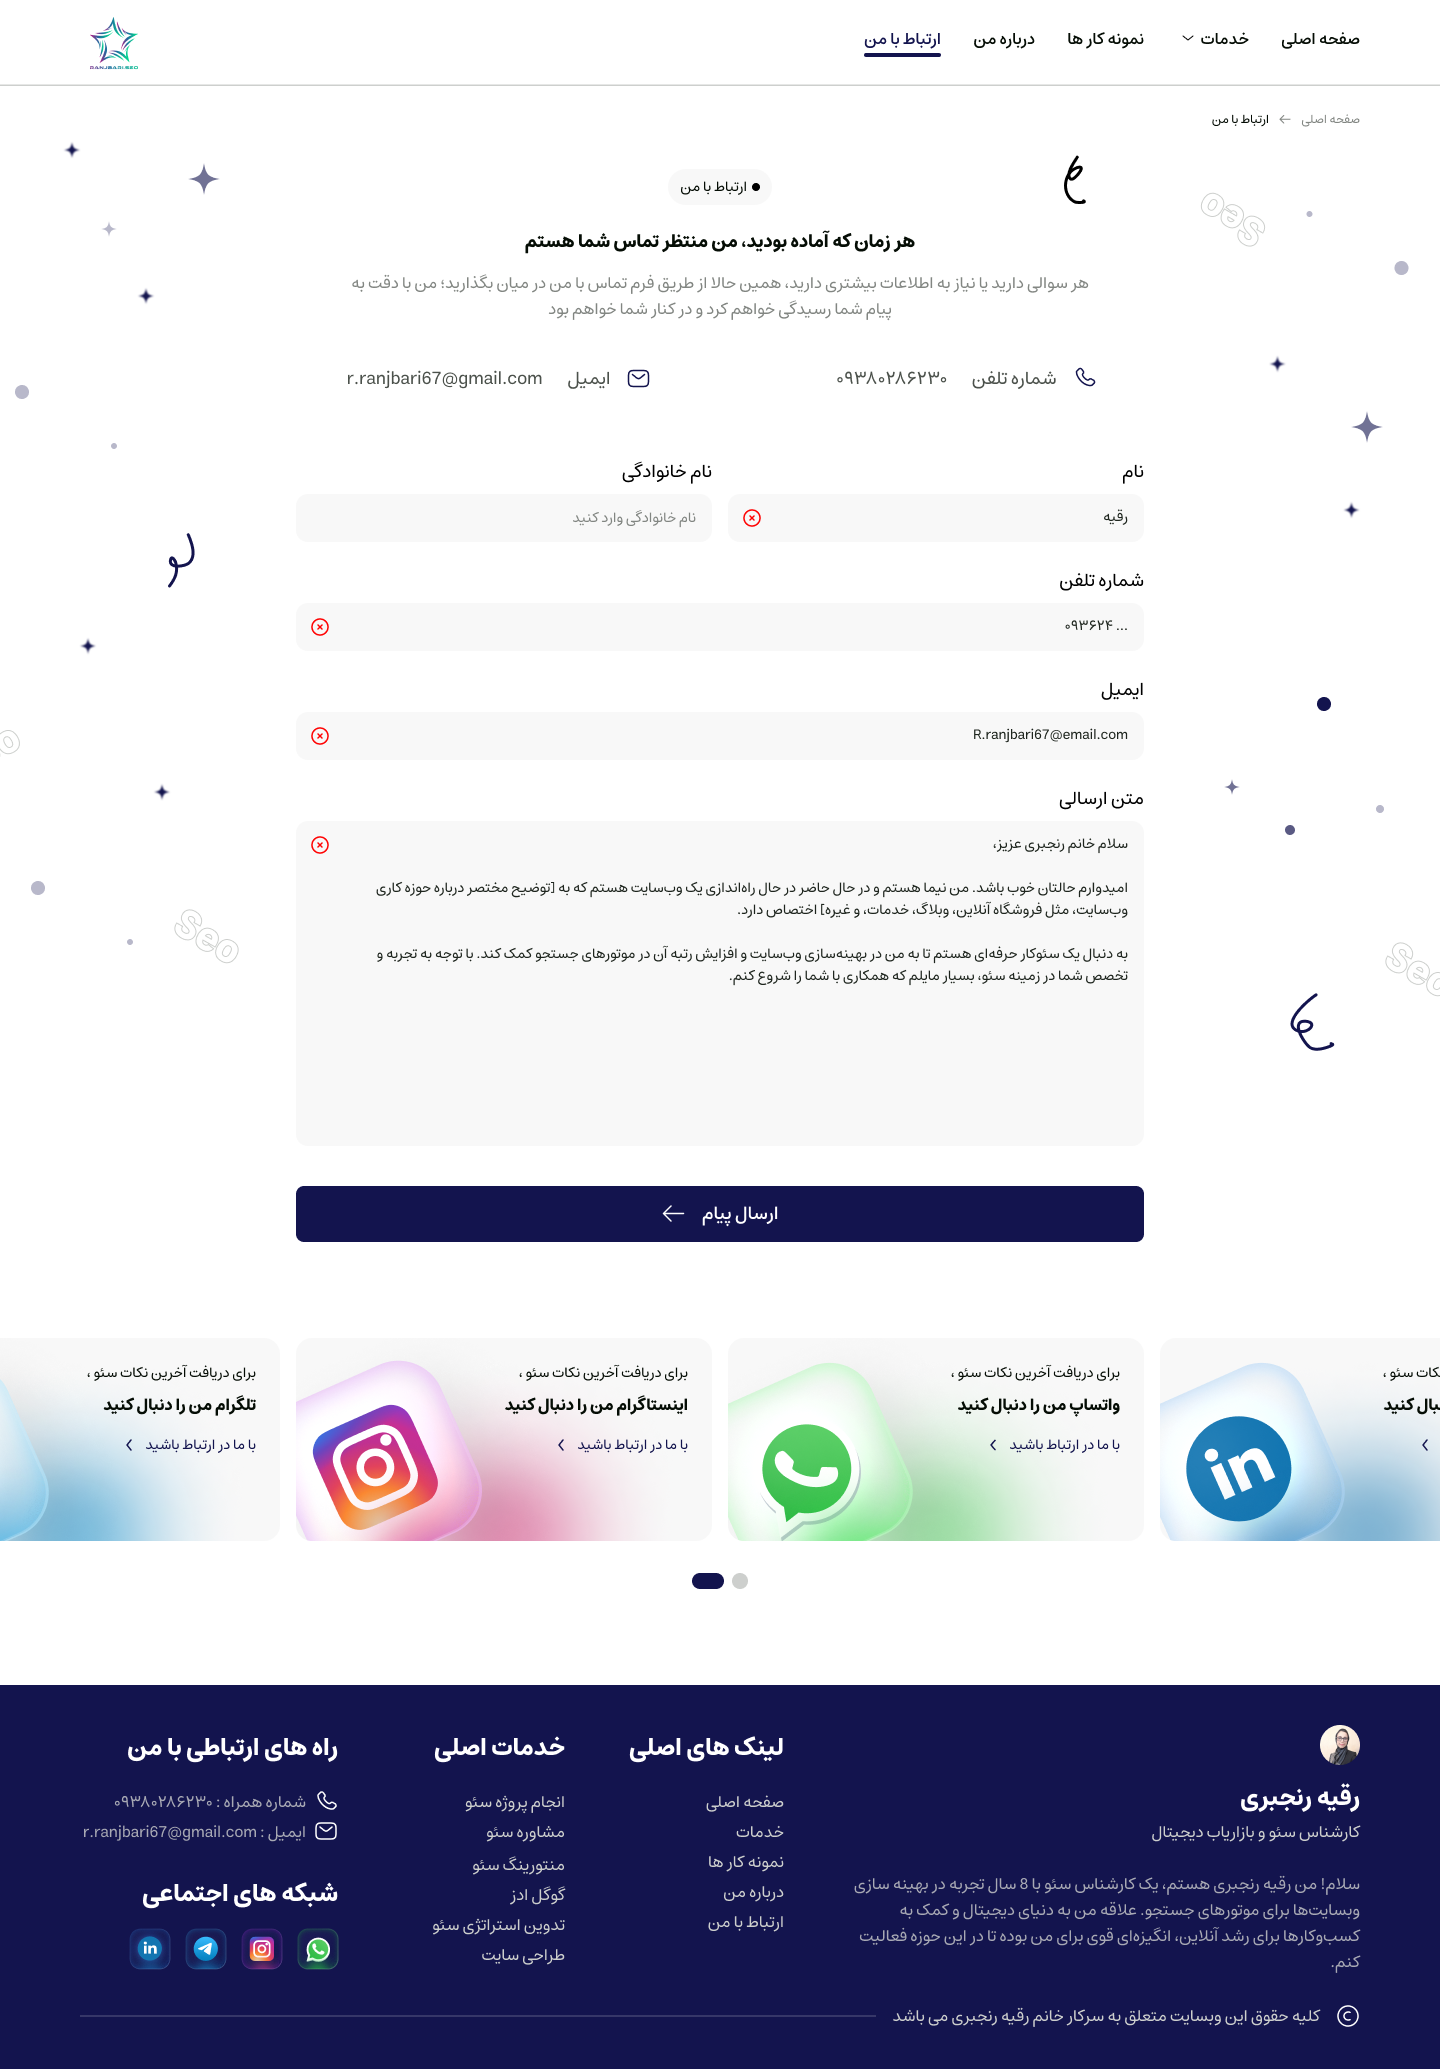 صفحه اصلی
خدمات
نمونه کار ها
درباره من
ارتباط با من
RANJBARI.SEO
صفحه اصلی
ارتباط با من
ارتباط با من
هر زمان که آماده بودید، من منتظر تماس شما هستم
هر سوالی دارید یا نیاز به اطلاعات بیشتری دارید، همین حالا از طریق فرم تماس با من در میان بگذارید؛ من با دقت به
پیام شما رسیدگی خواهم کرد و در کنار شما خواهم بود
Seo
شماره تلفن ۰۹۳۸۰۲۸۶۲۳۰
ایمیل r.ranjbari67@gmail.com
نام
رقیه
نام خانوادگی
نام خانوادگی وارد کنید
شماره تلفن
۰۹۳۶۲۴ ...
ایمیل
R.ranjbari67@email.com
متن ارسالی
سلام خانم رنجبری عزیز،
امیدوارم حالتان خوب باشد. من نیما هستم و در حال حاضر در حال راه‌اندازی یک وب‌سایت هستم که به [توضیح مختصر درباره حوزه کاری
وب‌سایت، مثل فروشگاه آنلاین، وبلاگ، خدمات، و غیره] اختصاص دارد.
به دنبال یک سئوکار حرفه‌ای هستم تا به من در بهینه‌سازی وب‌سایت و افزایش رتبه آن در موتورهای جستجو کمک کند. با توجه به تجربه و
تخصص شما در زمینه سئو، بسیار مایلم که همکاری با شما را شروع کنم.
Seo
Seo
ارسال پیام
نکات سئو ،
دنبال کنید
برای دریافت آخرین نکات سئو ،
واتساپ من را دنبال کنید
با ما در ارتباط باشید
برای دریافت آخرین نکات سئو ،
اینستاگرام من را دنبال کنید
با ما در ارتباط باشید
برای دریافت آخرین نکات سئو ،
تلگرام من را دنبال کنید
با ما در ارتباط باشید
in
رقیه رنجبری
کارشناس سئو و بازاریاب دیجیتال
سلام! من رقیه رنجبری هستم، یک کارشناس سئو با 8 سال تجربه در بهینه سازی
وبسایت‌ها برای موتورهای جستجو. علاقه من به دنیای دیجیتال و کمک به
کسب‌وکارها برای رشد آنلاین، انگیزه‌ای قوی برای من بوده تا در این حوزه فعالیت
کنم.
لینک های اصلی
صفحه اصلی
خدمات
نمونه کار ها
درباره من
ارتباط با من
خدمات اصلی
انجام پروژه سئو
مشاوره سئو
منتورینگ سئو
گوگل ادز
تدوین استراتژی سئو
طراحی سایت
راه های ارتباطی با من
شماره همراه : ۰۹۳۸۰۲۸۶۲۳۰
ایمیل : r.ranjbari67@gmail.com
شبکه های اجتماعی
in
© کلیه حقوق این وبسایت متعلق به سرکار خانم رقیه رنجبری می باشد